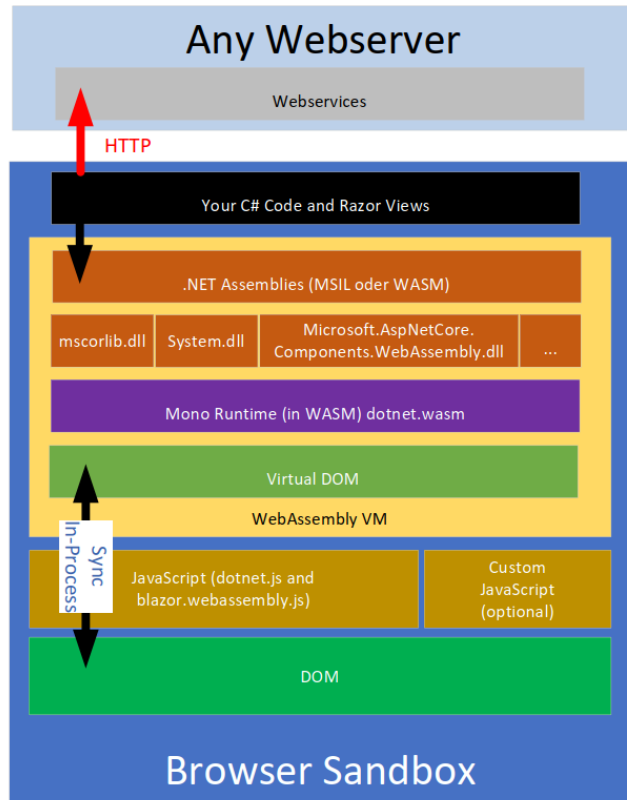 Any Webserver
Webservices
HTTP
Your C# Code and Razor Views
.NET Assemblies (MSIL oder WASM)
mscorlib.dll
System.dll
Microsoft.AspNetCore.
Components.WebAssembly.dll
...
Mono Runtime (in WASM) dotnet.wasm
Virtual DOM
WebAssembly VM
Sync
In-Process
JavaScript (dotnet.js and
blazor.webassembly.js)
Custom
JavaScript
(optional)
DOM
Browser Sandbox